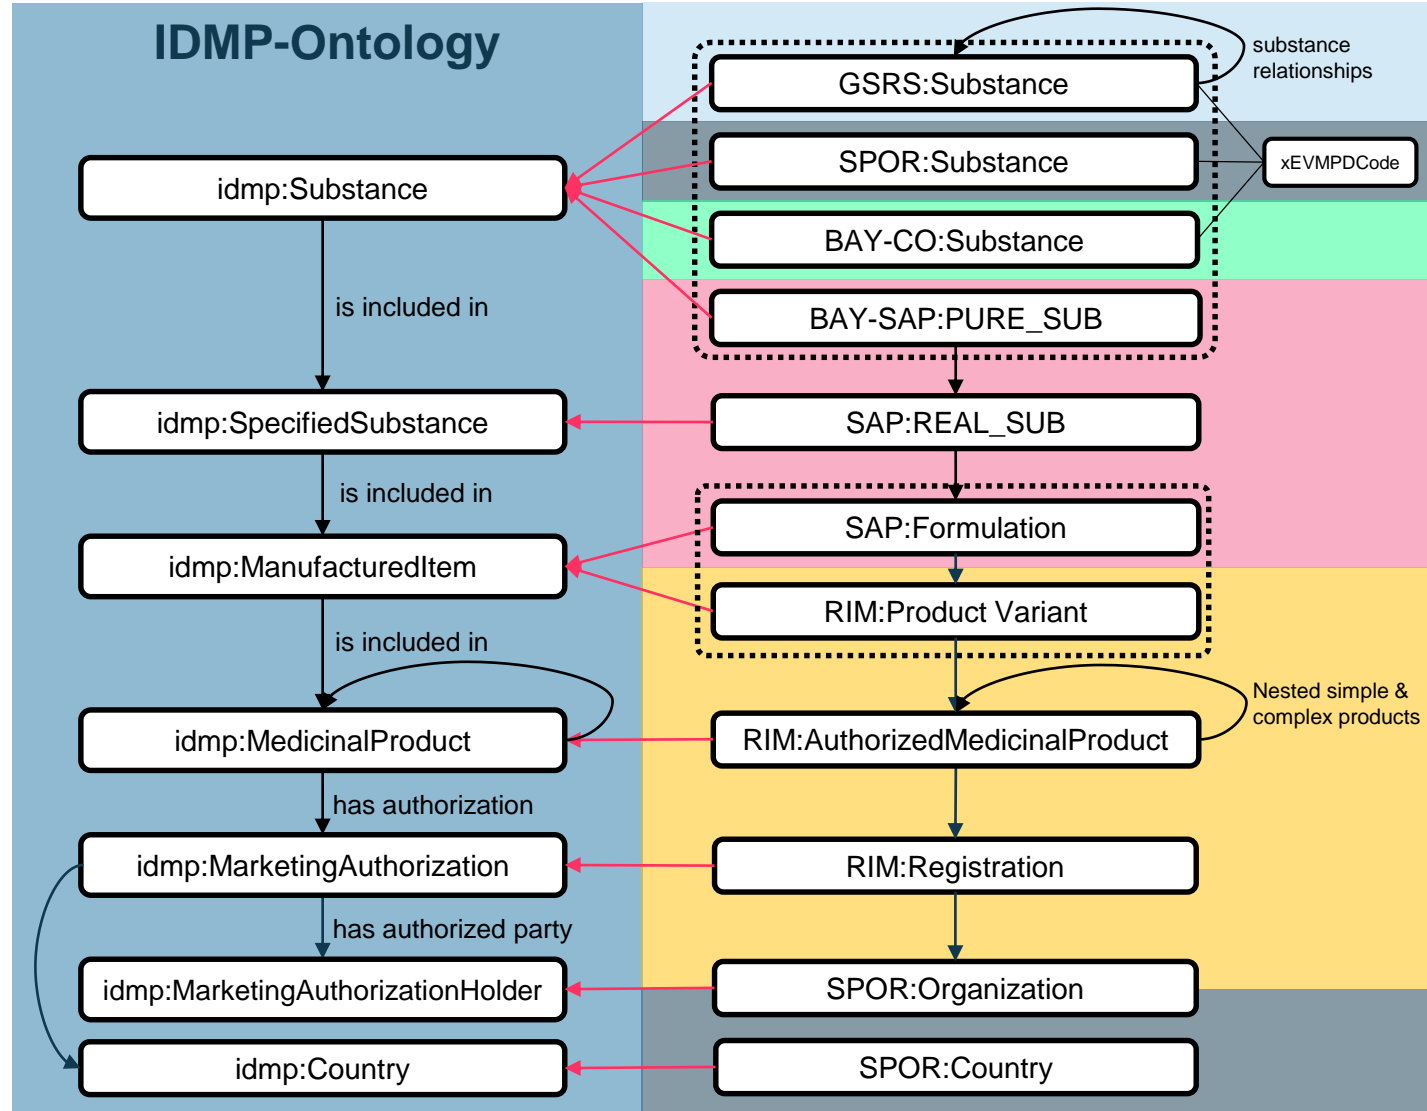 IDMP-Ontology
idmp:Substance
is included in
idmp:SpecifiedSubstance
is included in
idmp:ManufacturedItem
is included in
idmp:MedicinalProduct
has authorization
idmp:MarketingAuthorization
has authorized party
idmp:MarketingAuthorizationHolder
idmp:Country
substance
relationships
GSRS:Substance
SPOR:Substance
xEVMPDCode
BAY-CO:Substance
BAY-SAP:PURE_SUB
SAP:REAL_SUB
SAP:Formulation
RIM:Product Variant
Nested simple &
complex products
RIM:AuthorizedMedicinalProduct
RIM:Registration
SPOR:Organization
SPOR:Country